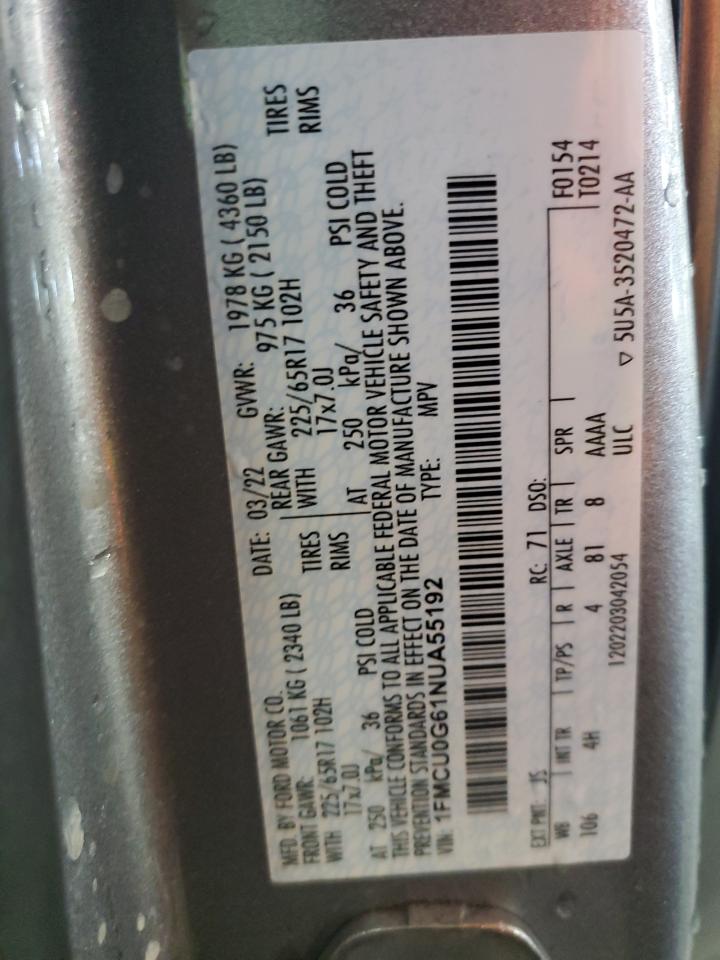 MFD. BY FORD MOTOR CO.
DATE: 03/22 GVWR: 1978 KG ( 4360 LB)
FRONT GAWR: 1061 KG ( 2340 LB) REAR GAWR: 975 KG ( 2150 LB)
WITH 225/65R17 102H TIRES WITH 225/65R17 102H TIRES
17x7.0J RIMS 17x7.0J RIMS
AT 250 kPa/ 36 PSI COLD AT 250 kPa/ 36 PSI COLD
THIS VEHICLE CONFORMS TO ALL APPLICABLE FEDERAL MOTOR VEHICLE SAFETY AND THEFT
PREVENTION STANDARDS IN EFFECT ON THE DATE OF MANUFACTURE SHOWN ABOVE.
VIN: 1FMCU0G61NUA55192 TYPE: MPV
EXT PNT: JS RC: 71 DSO: F0154
WB INT TR TP/PS R AXLE TR SPR T0214
106 4H 4 81 8 AAAA
1202203042054 ULC ▽ 5U5A-3520472-AA